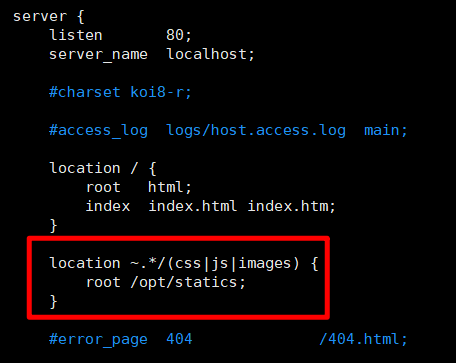 server {
    listen       80;
    server_name  localhost;
    #charset koi8-r;
    #access_log  logs/host.access.log  main;
    location / {
        root   html;
        index  index.html index.htm;
    }
    location ~.*/(css|js|images) {
        root /opt/statics;
    }
    #error_page  404              /404.html;